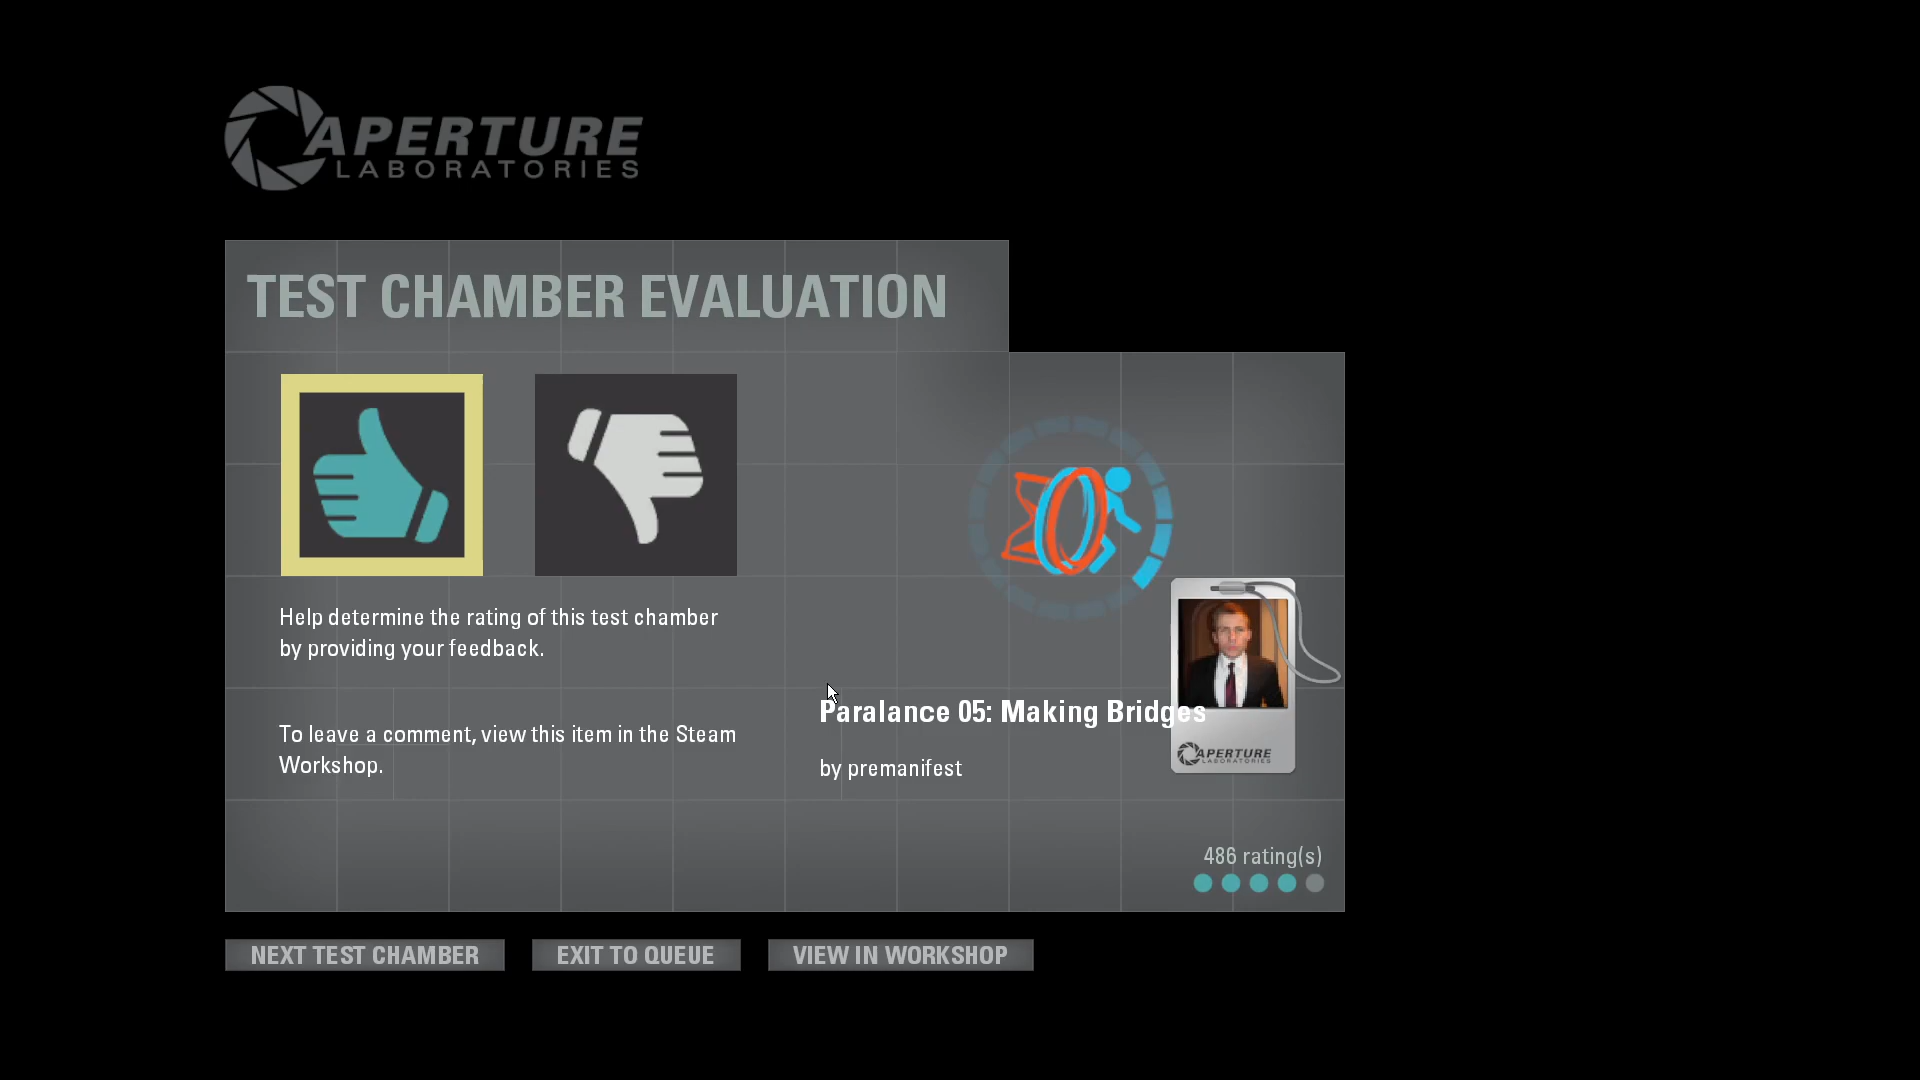 APERTURE
LABORATORIES
TEST CHAMBER EVALUATION
Help determine the rating of this test chamber
by providing your feedback.
To leave a comment, view this item in the Steam
Workshop.
Paralance 05: Making Bridges
by premanifest
APERTURE
LABORATORIES
486 rating(s)
NEXT TEST CHAMBER
EXIT TO QUEUE
VIEW IN WORKSHOP